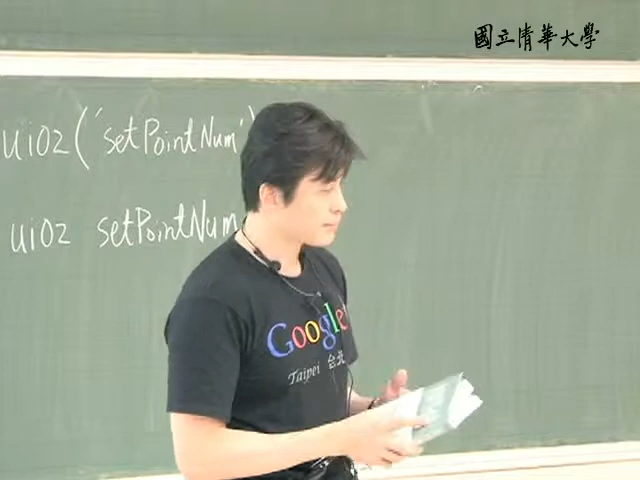 國立清華大學
ui02('setPointNum')
ui02 setPointNum
Google
Taipei 台北